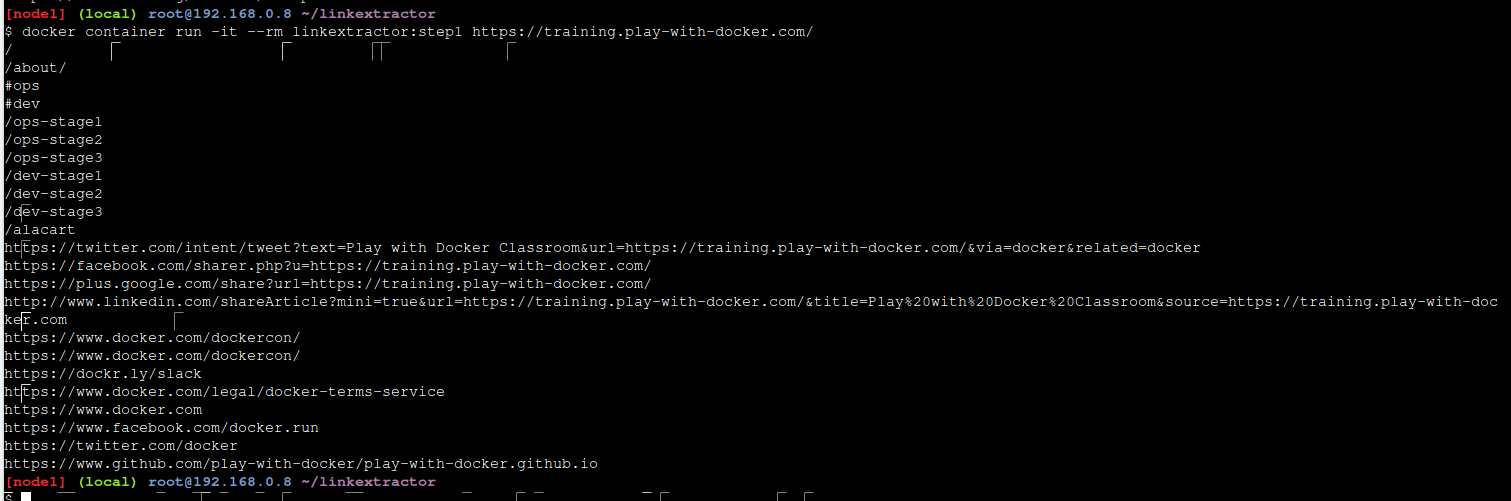 [node1] (local) root@192.168.0.8 ~/linkextractor
$ docker container run -it --rm linkextractor:step1 https://training.play-with-docker.com/
/
/about/
#ops
#dev
/ops-stage1
/ops-stage2
/ops-stage3
/dev-stage1
/dev-stage2
/dev-stage3
/alacart
https://twitter.com/intent/tweet?text=Play with Docker Classroom&url=https://training.play-with-docker.com/&via=docker&related=docker
https://facebook.com/sharer.php?u=https://training.play-with-docker.com/
https://plus.google.com/share?url=https://training.play-with-docker.com/
http://www.linkedin.com/shareArticle?mini=true&url=https://training.play-with-docker.com/&title=Play%20with%20Docker%20Classroom&source=https://training.play-with-doc
ker.com
https://www.docker.com/dockercon/
https://www.docker.com/dockercon/
https://dockr.ly/slack
https://www.docker.com/legal/docker-terms-service
https://www.docker.com
https://www.facebook.com/docker.run
https://twitter.com/docker
https://www.github.com/play-with-docker/play-with-docker.github.io
[node1] (local) root@192.168.0.8 ~/linkextractor
$